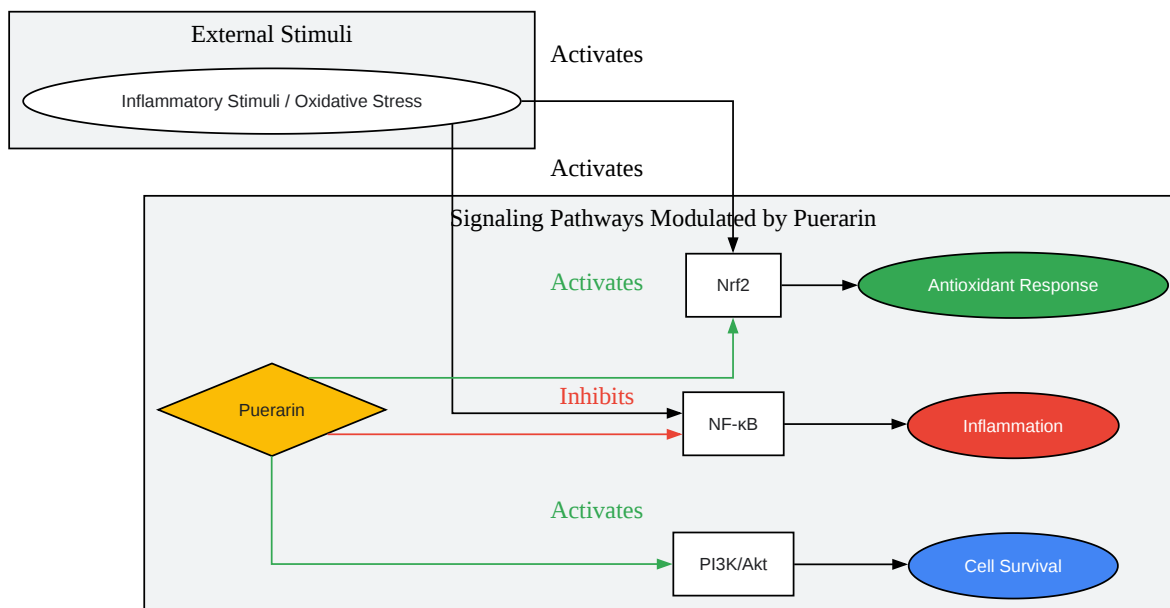 External Stimuli
Activates
Inflammatory Stimuli / Oxidative Stress
Activates
Signaling Pathways Modulated by Puerarin
Activates
Nrf2
Antioxidant Response
Inhibits
Puerarin
NF-κB
Inflammation
Activates
PI3K/Akt
Cell Survival